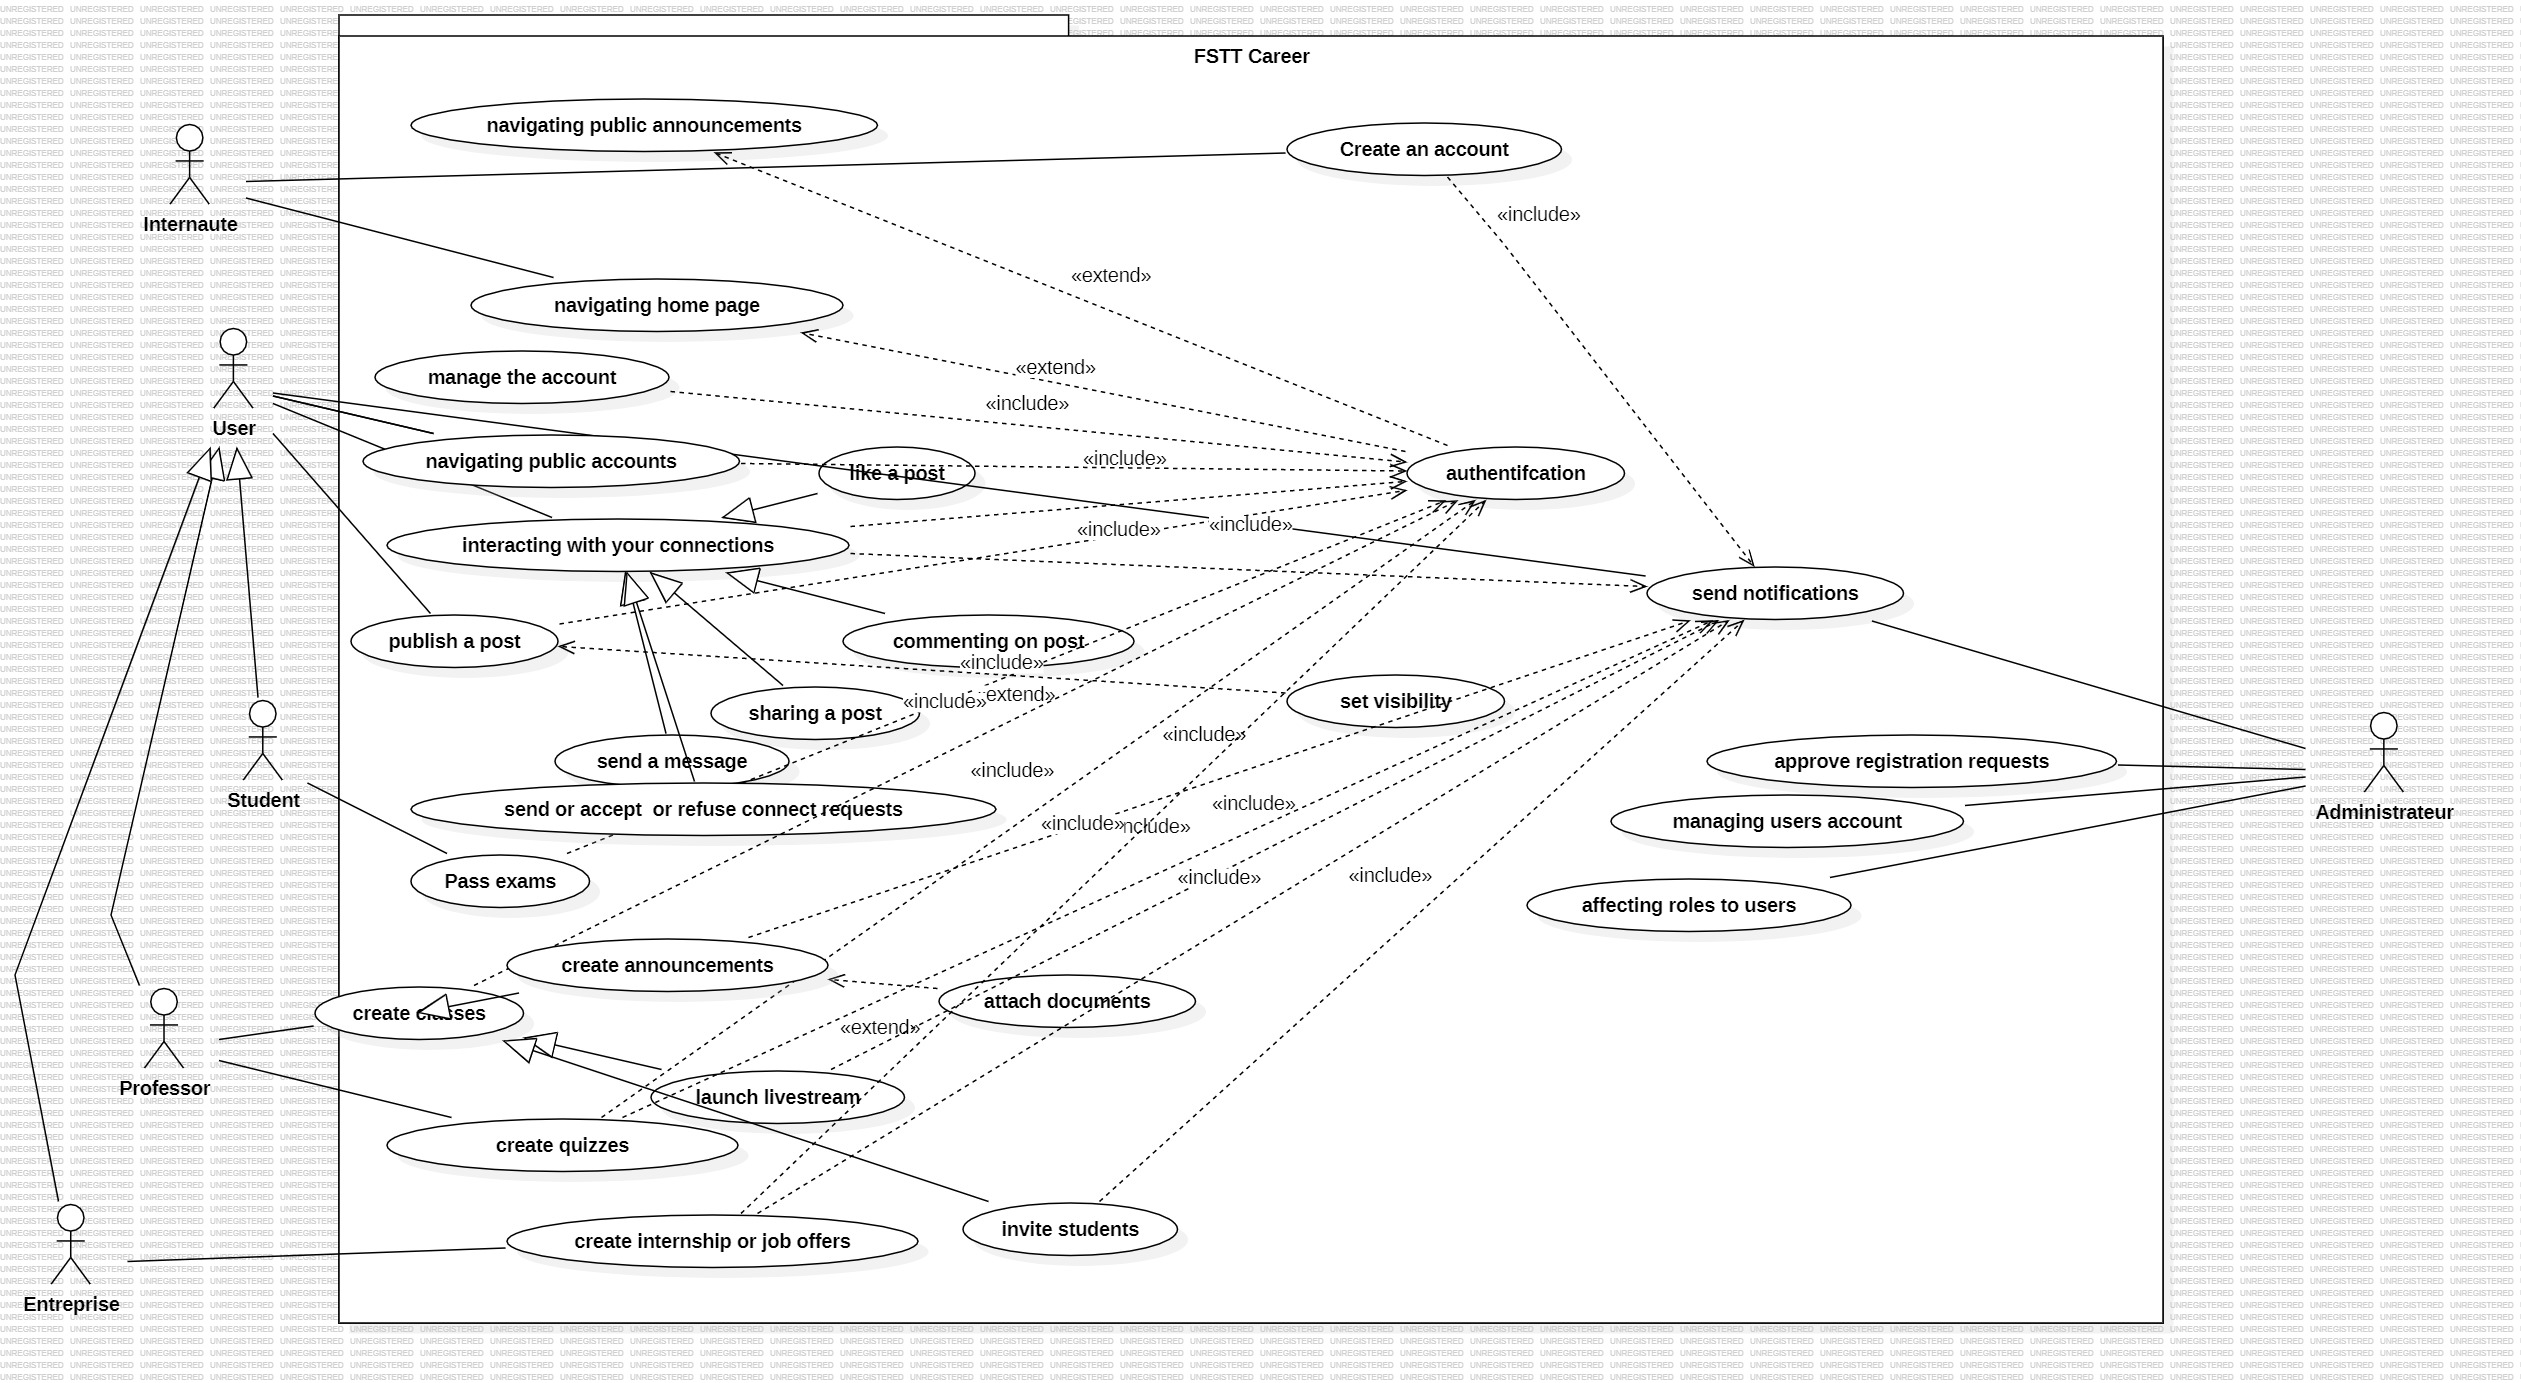 FSTT Career
navigating public announcements
Create an account
Internaute
«include»
«extend»
navigating home page
«extend»
manage the account
«include»
User
navigating public accounts
«include»
like a post
authentifcation
«include»
«include»
interacting with your connections
send notifications
publish a post
commenting on post
«include»
extend»
«include»
set visibility
sharing a post
«include»
send a message
«include»
approve registration requests
Student
send or accept  or refuse connect requests
«include»
Administrateur
«include»
nclude»
managing users account
Pass exams
«include»
«include»
affecting roles to users
create announcements
attach documents
create classes
«extend»
Professor
launch livestream
create quizzes
invite students
create internship or job offers
Entreprise
UNREGISTERED